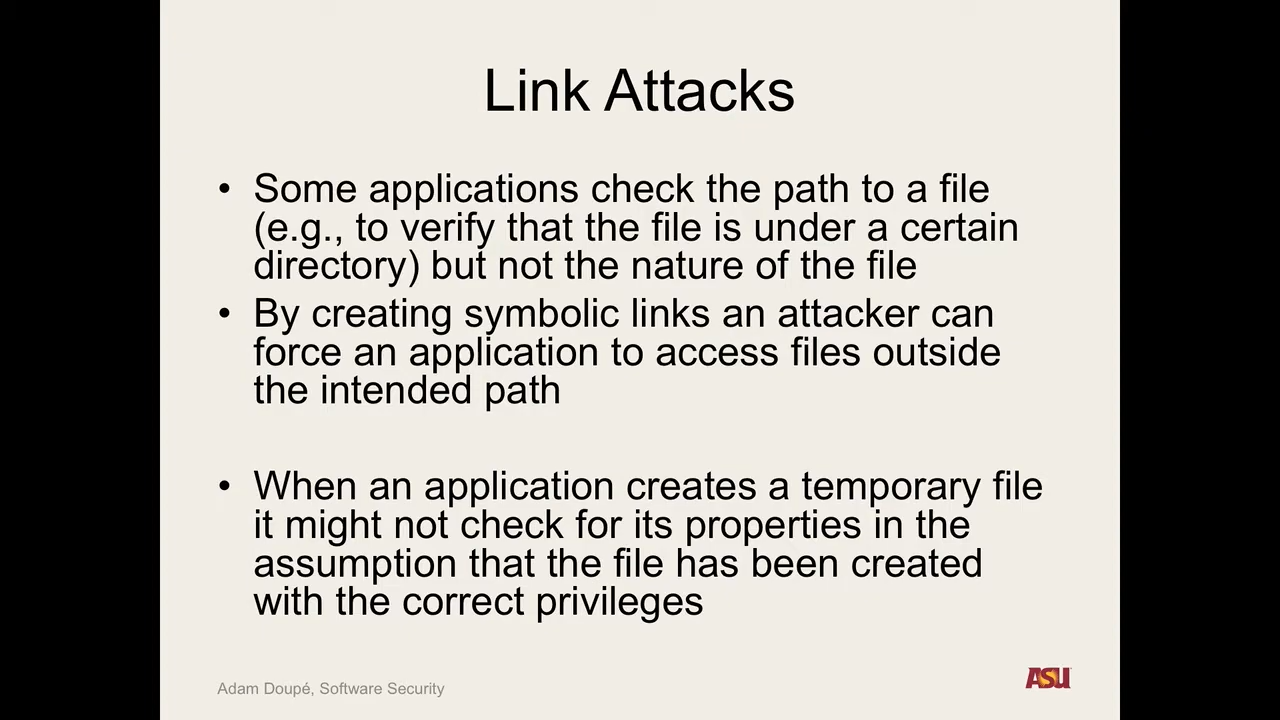 Link Attacks
• Some applications check the path to a file
(e.g., to verify that the file is under a certain
directory) but not the nature of the file
• By creating symbolic links an attacker can
force an application to access files outside
the intended path
• When an application creates a temporary file
it might not check for its properties in the
assumption that the file has been created
with the correct privileges
Adam Doupé, Software Security
ASU